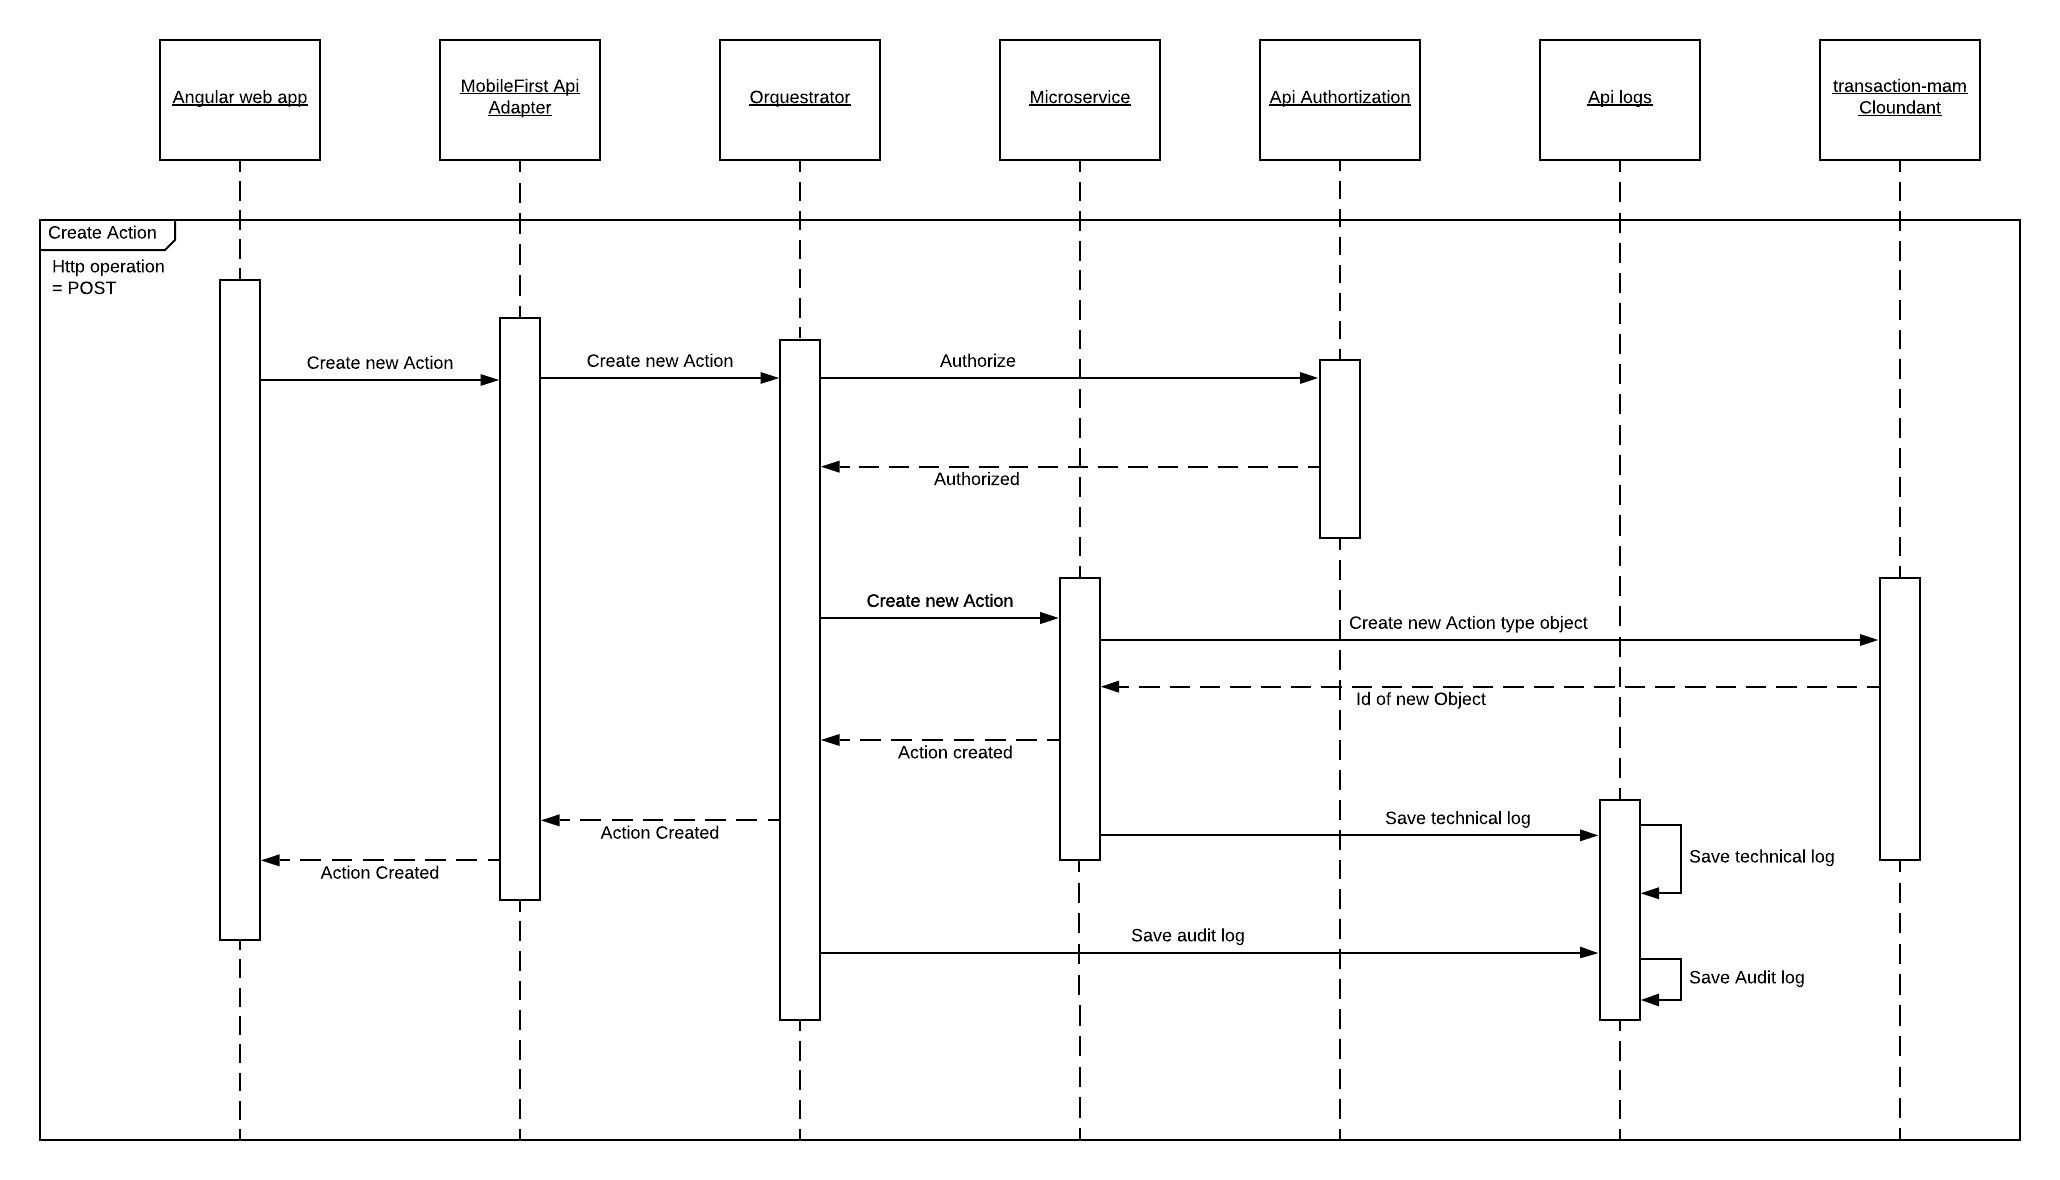 Angular web app
MobileFirst Api
Adapter
Orquestrator
Microservice
Api Authortization
Api logs
transaction-mam
Cloundant
Create Action
Http operation
= POST
Create new Action
Create new Action
Authorize
Authorized
Create new Action
Create new Action type object
Id of new Object
Action created
Action Created
Save technical log
Save technical log
Action Created
Save audit log
Save Audit log